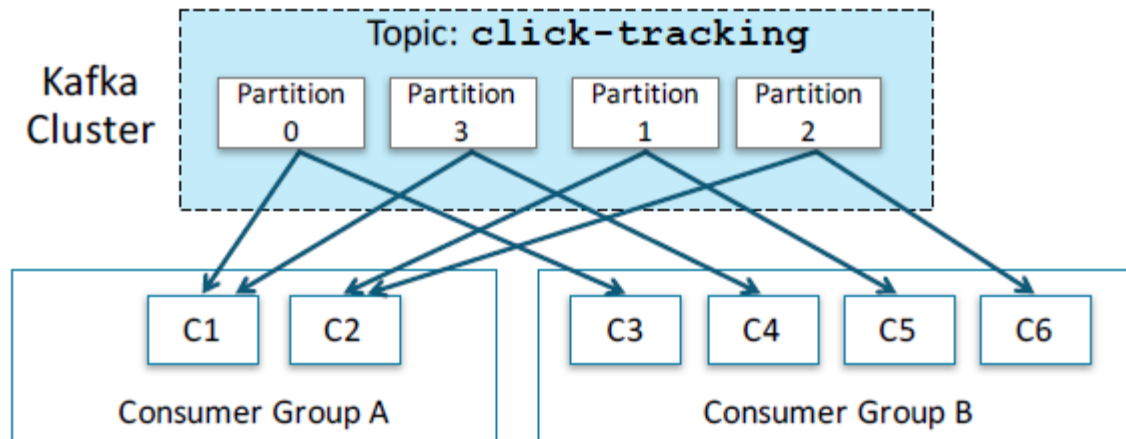 Topic: click-tracking
Kafka
Cluster
Partition
0
Partition
3
Partition
1
Partition
2
C1
C2
C3
C4
C5
C6
Consumer Group A
Consumer Group B